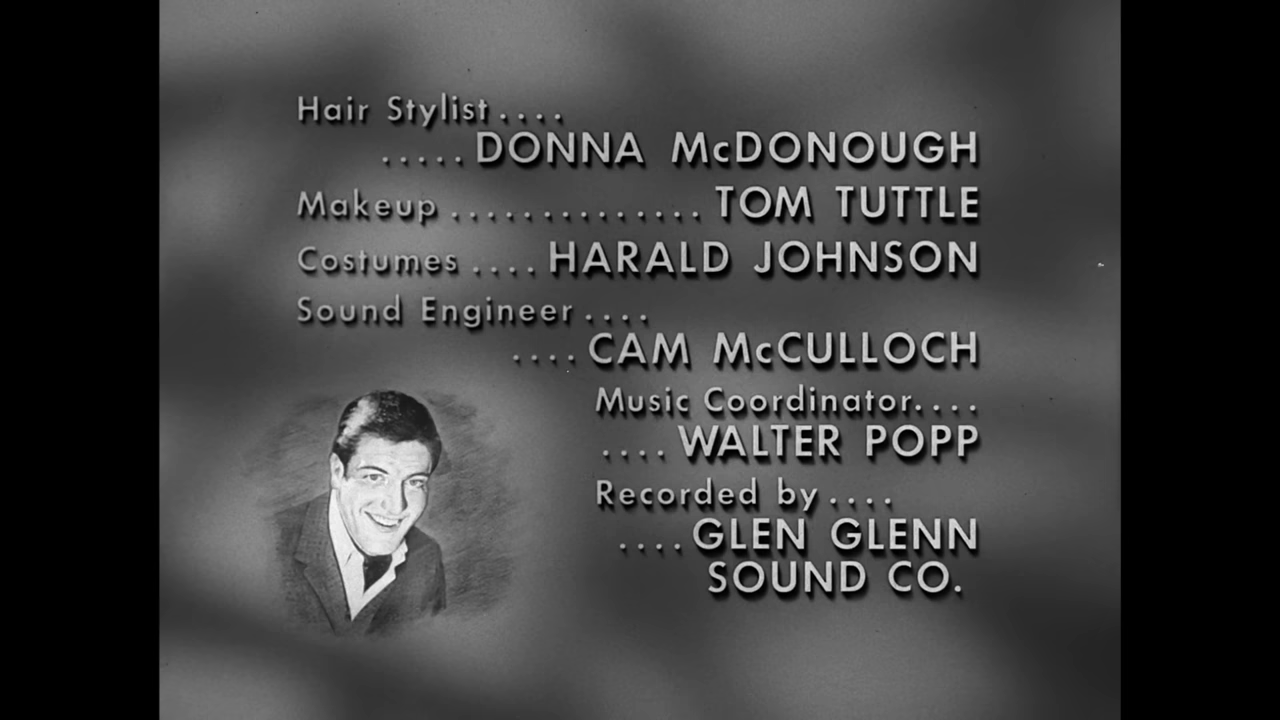 Hair Stylist....
.....DONNA McDONOUGH
Makeup..............TOM TUTTLE
Costumes....HARALD JOHNSON
Sound Engineer....
....CAM McCULLOCH
Music Coordinator....
....WALTER POPP
Recorded by....
....GLEN GLENN
SOUND CO.